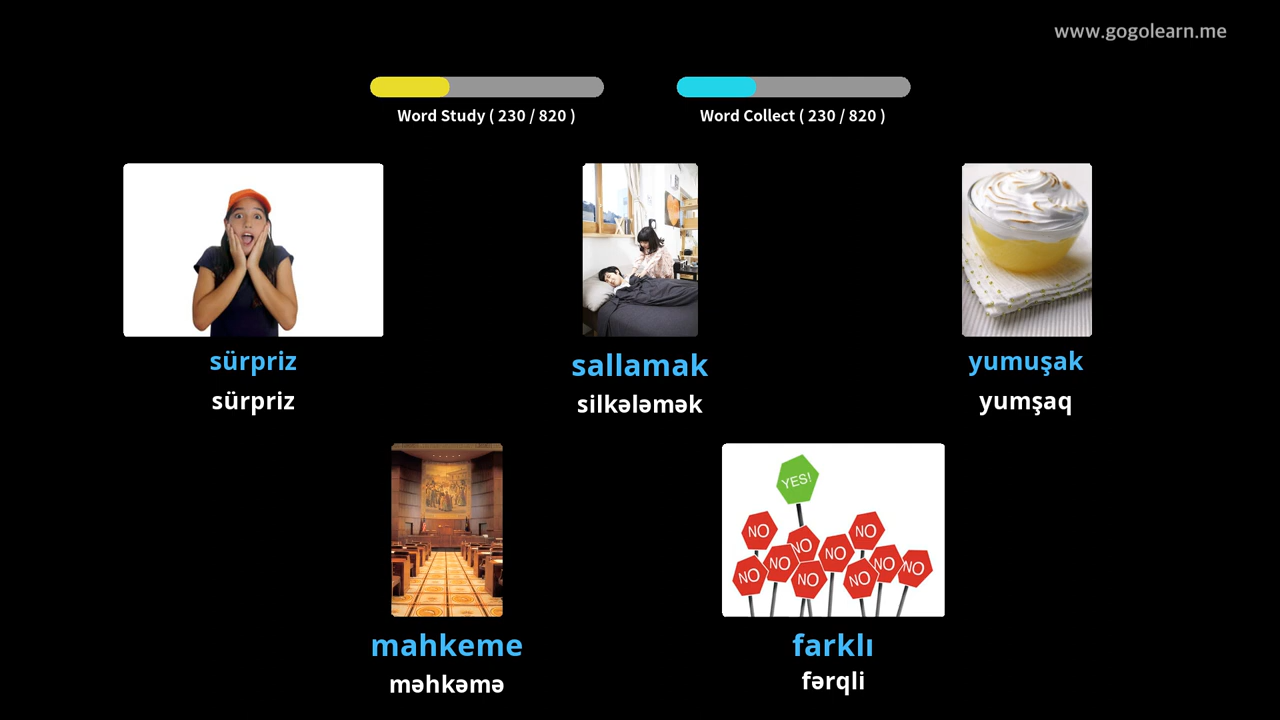 www.gogolearn.me
Word Study ( 230 / 820 )
Word Collect ( 230 / 820 )
sürpriz
sürpriz
sallamak
silkələmək
yumuşak
yumşaq
mahkeme
məhkəmə
farklı
fərqli
YES!
NO
NO
NO
NO
NO
NO
NO
NO
NO
NO